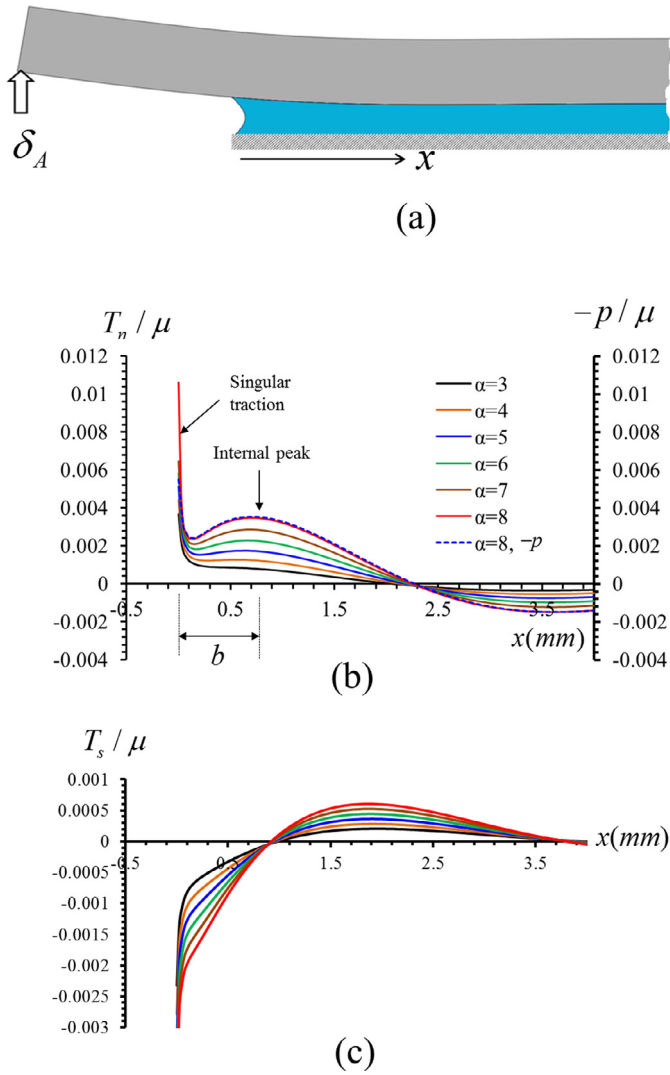 δ_A
x
(a)
T_n / μ
−p / μ
0.012
0.01
0.008
0.006
0.004
0.002
0
-0.002
-0.004
0.012
0.01
0.008
0.006
0.004
0.002
0
-0.002
-0.004
Singular
traction
Internal peak
α=3
α=4
α=5
α=6
α=7
α=8
α=8, −p
-0.5 0.5 1.5 2.5 3.5
x(mm)
b
(b)
T_s / μ
0.001
0.0005
0
-0.0005
-0.001
-0.0015
-0.002
-0.0025
-0.003
-0.5 0.5 1.5 2.5 3.5
x(mm)
(c)